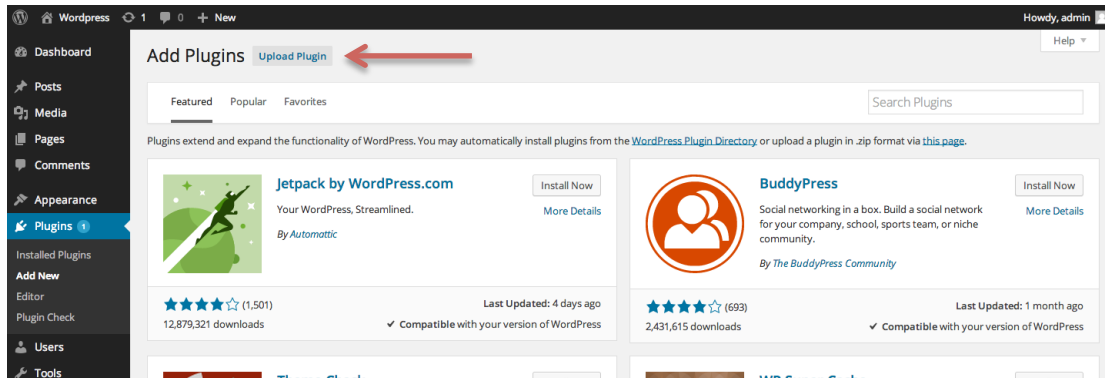 Wordpress 1 0 + New Howdy, admin
Help
Dashboard
Posts
Media
Pages
Comments
Appearance
Plugins 1
Installed Plugins
Add New
Editor
Plugin Check
Users
Tools
Add Plugins Upload Plugin
Featured Popular Favorites Search Plugins
Plugins extend and expand the functionality of WordPress. You may automatically install plugins from the WordPress Plugin Directory or upload a plugin in .zip format via this page.
Jetpack by WordPress.com
Install Now
Your WordPress, Streamlined.
More Details
By Automattic
(1,501)
Last Updated: 4 days ago
12,879,321 downloads
✔ Compatible with your version of WordPress
BuddyPress
Install Now
Social networking in a box. Build a social network
More Details
for your company, school, sports team, or niche
community.
By The BuddyPress Community
(693)
Last Updated: 1 month ago
2,431,615 downloads
✔ Compatible with your version of WordPress